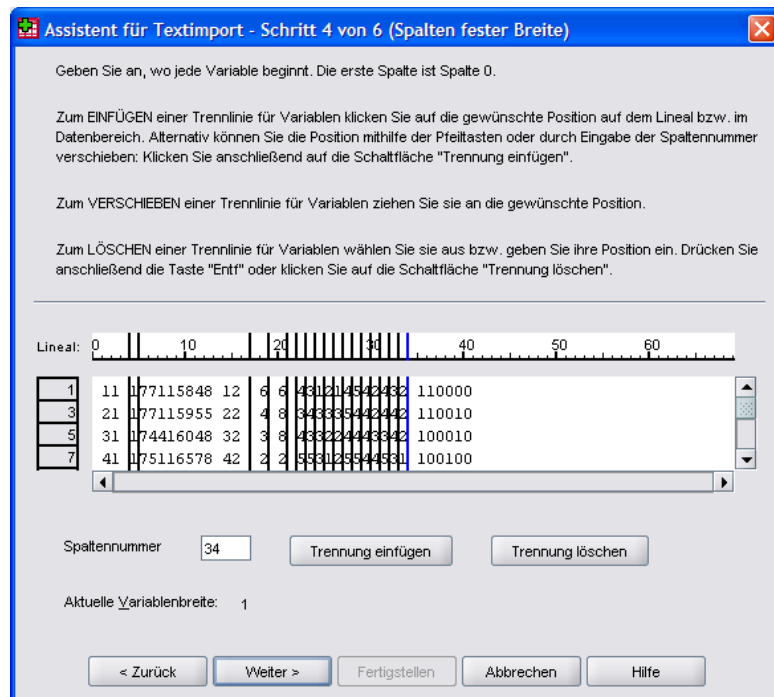 Assistent für Textimport - Schritt 4 von 6 (Spalten fester Breite)
Geben Sie an, wo jede Variable beginnt. Die erste Spalte ist Spalte 0.
Zum EINFÜGEN einer Trennlinie für Variablen klicken Sie auf die gewünschte Position auf dem Lineal bzw. im
Datenbereich. Alternativ können Sie die Position mithilfe der Pfeiltasten oder durch Eingabe der Spaltennummer
verschieben: Klicken Sie anschließend auf die Schaltfläche "Trennung einfügen".
Zum VERSCHIEBEN einer Trennlinie für Variablen ziehen Sie sie an die gewünschte Position.
Zum LÖSCHEN einer Trennlinie für Variablen wählen Sie sie aus bzw. geben Sie ihre Position ein. Drücken Sie
anschließend die Taste "Entf" oder klicken Sie auf die Schaltfläche "Trennung löschen".
Lineal: 0 10 20 30 40 50 60
1 11 177115848 12 6 6 431214542432 110000
3 21 177115955 22 4 8 343335442442 110010
5 31 174416048 32 3 8 433224443342 100010
7 41 175116578 42 2 2 553125544531 100100
Spaltennummer 34 Trennung einfügen Trennung löschen
Aktuelle Variablenbreite: 1
< Zurück Weiter > Fertigstellen Abbrechen Hilfe